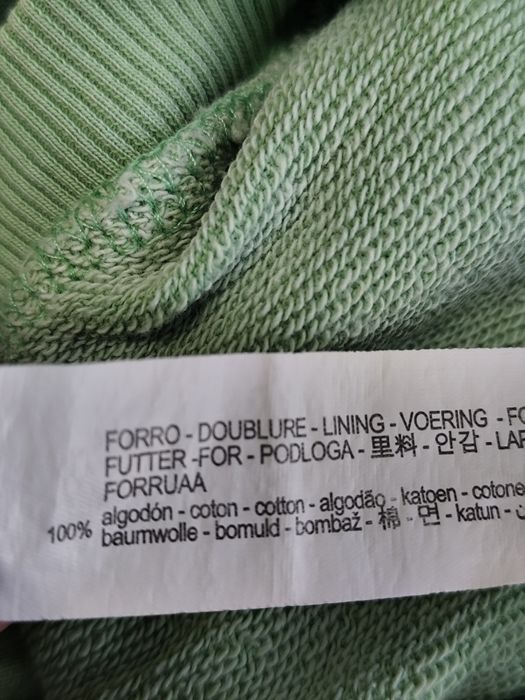 FORRO - DOUBLURE - LINING - VOERING -
FUTTER -FOR - PODLOGA - 里料 - 안감 -
FORRUAA
100% algodón - coton - cotton - algodão - katoen - cotone
baumwolle - bomuld - bombaž - 棉 - 면 - katun -